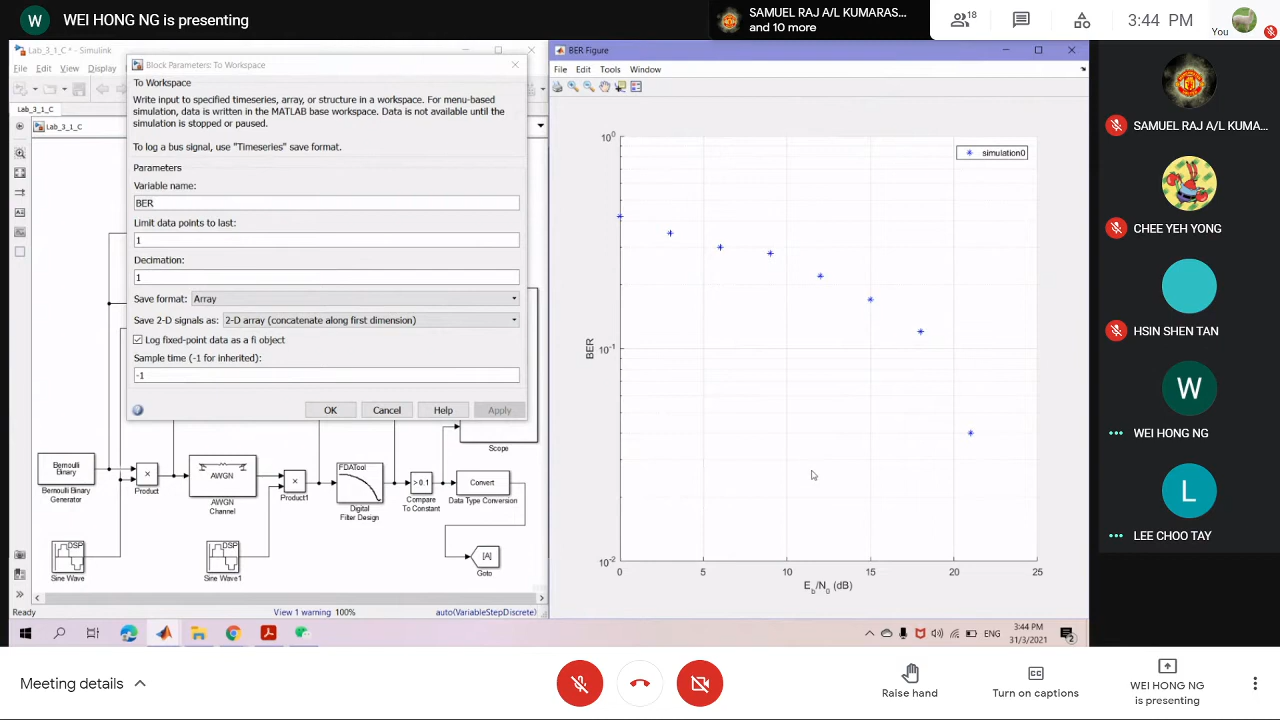 W
WEI HONG NG is presenting
SAMUEL RAJ A/L KUMARAS...
and 10 more
18
3:44 PM
You
Lab_3_1_C * - Simulink
File Edit View Display
Lab_3_1_C
Lab_3_1_C
Block Parameters: To Workspace
To Workspace
Write input to specified timeseries, array, or structure in a workspace. For menu-based
simulation, data is written in the MATLAB base workspace. Data is not available until the
simulation is stopped or paused.
To log a bus signal, use "Timeseries" save format.
Parameters
Variable name:
BER
Limit data points to last:
1
Decimation:
1
Save format: Array
Save 2-D signals as: 2-D array (concatenate along first dimension)
Log fixed-point data as a fi object
Sample time (-1 for inherited):
-1
OK Cancel Help Apply
Scope
Bernoulli
Binary
Bernoulli Binary
Generator
×
Product
AWGN
AWGN
Channel
×
Product1
FDATool
Digital
Filter Design
> 0.1
Compare
To Constant
Convert
Data Type Conversion
DSP
Sine Wave
DSP
Sine Wave1
[A]
Goto
Ready
View 1 warning 100%
auto(VariableStepDiscrete)
BER Figure
File Edit Tools Window
simulation0
10^0
10^-1
10^-2
BER
0 5 10 15 20 25
E_b/N_0 (dB)
ENG
3:44 PM
31/3/2021
2
SAMUEL RAJ A/L KUMA...
CHEE YEH YONG
HSIN SHEN TAN
W
WEI HONG NG
L
LEE CHOO TAY
Meeting details
Raise hand
Turn on captions
WEI HONG NG
is presenting